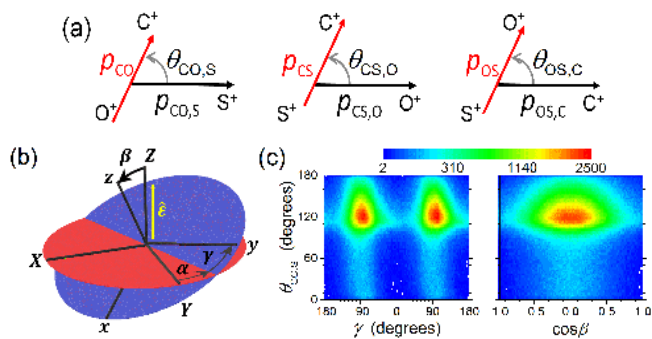 (a)
C⁺ C⁺ O⁺
p_CO θ_CO,S p_CS θ_CS,O p_OS θ_OS,C
O⁺ p_CO,S S⁺ S⁺ p_CS,O O⁺ S⁺ p_OS,C C⁺
(b)
β Z
z
ε̂
X α γ y
x Y
(c)
2 310 1140 2500
(degrees)
180
120
60
0
180 90 0 90 180
γ (degrees)
1.0 0.5 0.0 0.5 1.0
cosβ